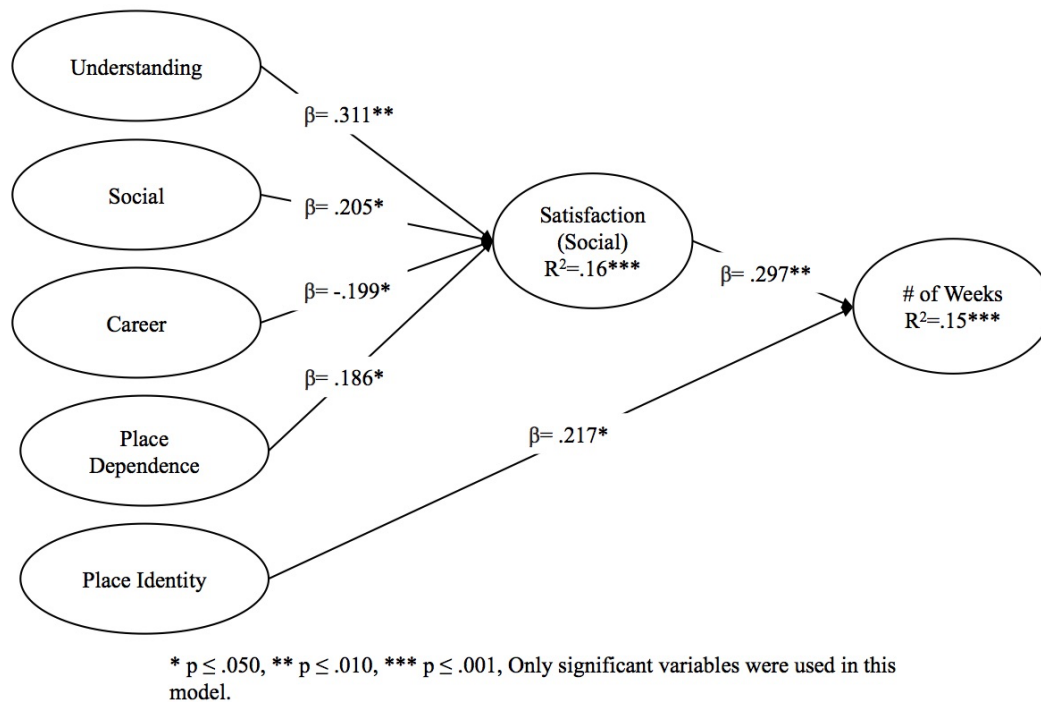 Understanding
β= .311**
Social
β= .205*
Satisfaction
(Social)
R²=.16***
β= .297**
# of Weeks
R²=.15***
β= -.199*
Career
β= .186*
Place
Dependence
β= .217*
Place Identity
* p ≤ .050, ** p ≤ .010, *** p ≤ .001, Only significant variables were used in this
model.